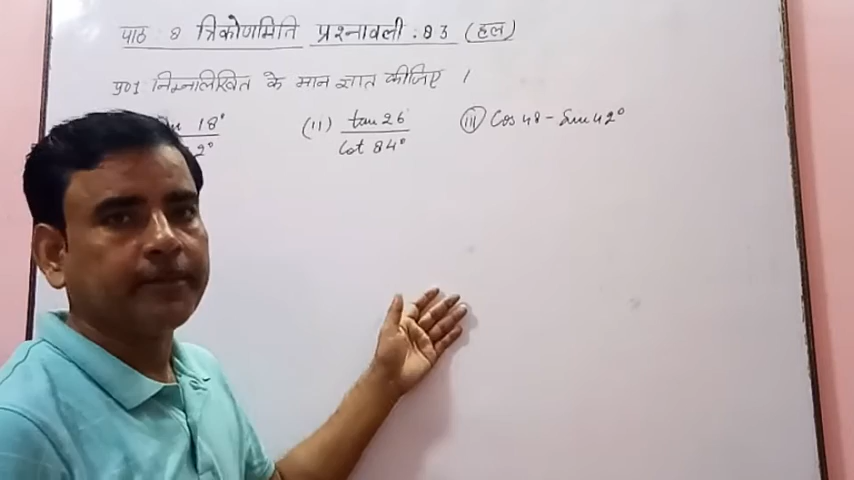 पाठ : 8 त्रिकोणमिति प्रश्नावली : 8 3 (हल)
प्र01 निम्नलिखित के मान ज्ञात कीजिए ।
18° (ii) tan 26° (iii) Cos 48 - Sin 42°
2° Cot 84°